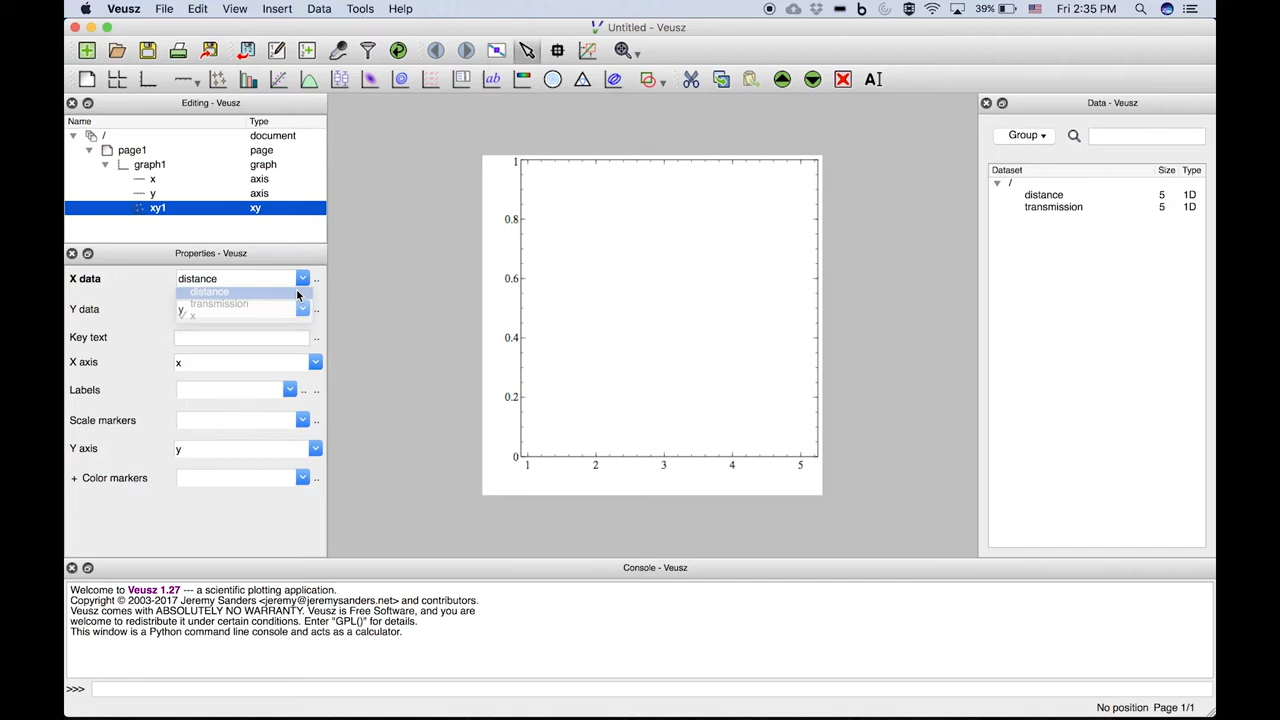 Veusz File Edit View Insert Data Tools Help 39% Fri 2:35 PM
Untitled - Veusz
Editing - Veusz
Name Type
/ document
page1 page
graph1 graph
x axis
y axis
xy1 xy
Properties - Veusz
X data distance
distance
transmission
Y data y
✓ x
Key text
X axis x
Labels
Scale markers
Y axis y
+ Color markers
1
0.8
0.6
0.4
0.2
0
1 2 3 4 5
Data - Veusz
Group
Dataset Size Type
/
distance 5 1D
transmission 5 1D
Console - Veusz
Welcome to Veusz 1.27 --- a scientific plotting application.
Copyright © 2003-2017 Jeremy Sanders <jeremy@jeremysanders.net> and contributors.
Veusz comes with ABSOLUTELY NO WARRANTY. Veusz is Free Software, and you are
welcome to redistribute it under certain conditions. Enter "GPL()" for details.
This window is a Python command line console and acts as a calculator.
>>>
No position Page 1/1